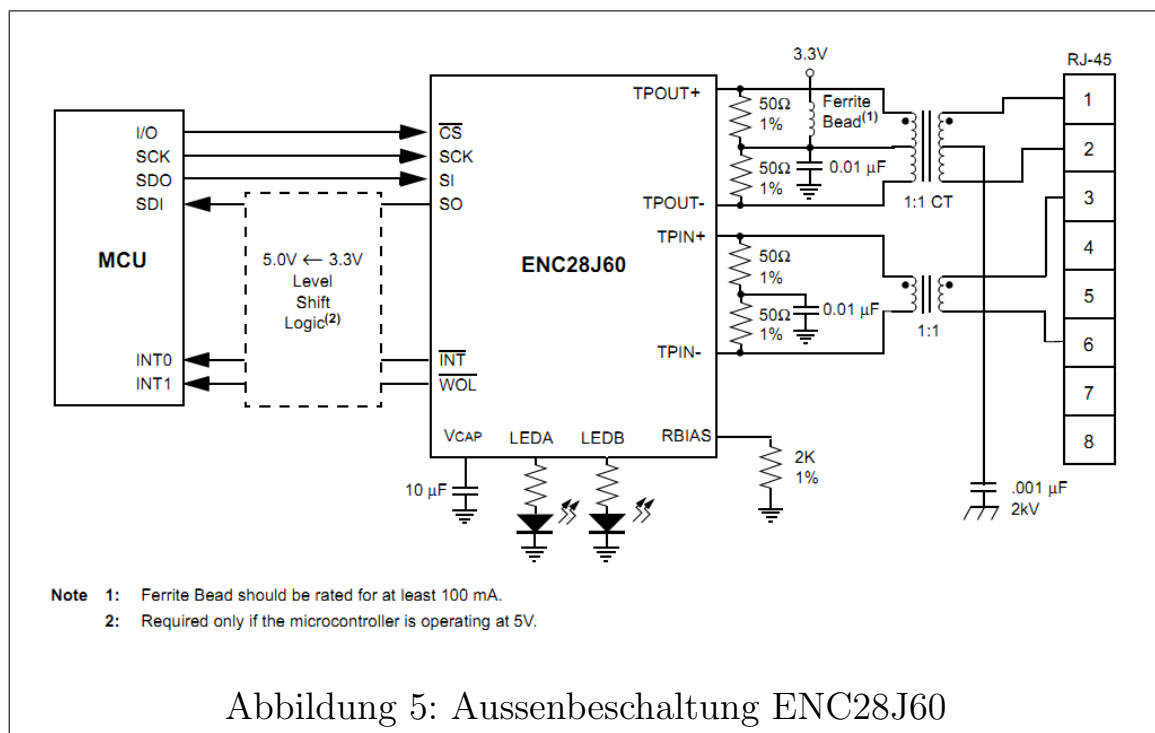 3.3V
RJ-45
MCU
I/O
SCK
SDO
SDI
INT0
INT1
5.0V ← 3.3V
Level
Shift
Logic(2)
ENC28J60
CS
SCK
SI
SO
INT
WOL
VCAP
LEDA
LEDB
RBIAS
TPOUT+
TPOUT-
TPIN+
TPIN-
50Ω
1%
Ferrite
Bead(1)
50Ω
1%
0.01 µF
1:1 CT
50Ω
1%
50Ω
1%
0.01 µF
1:1
1
2
3
4
5
6
7
8
10 µF
2K
1%
.001 µF
2kV
Note 1: Ferrite Bead should be rated for at least 100 mA.
2: Required only if the microcontroller is operating at 5V.
Abbildung 5: Aussenbeschaltung ENC28J60